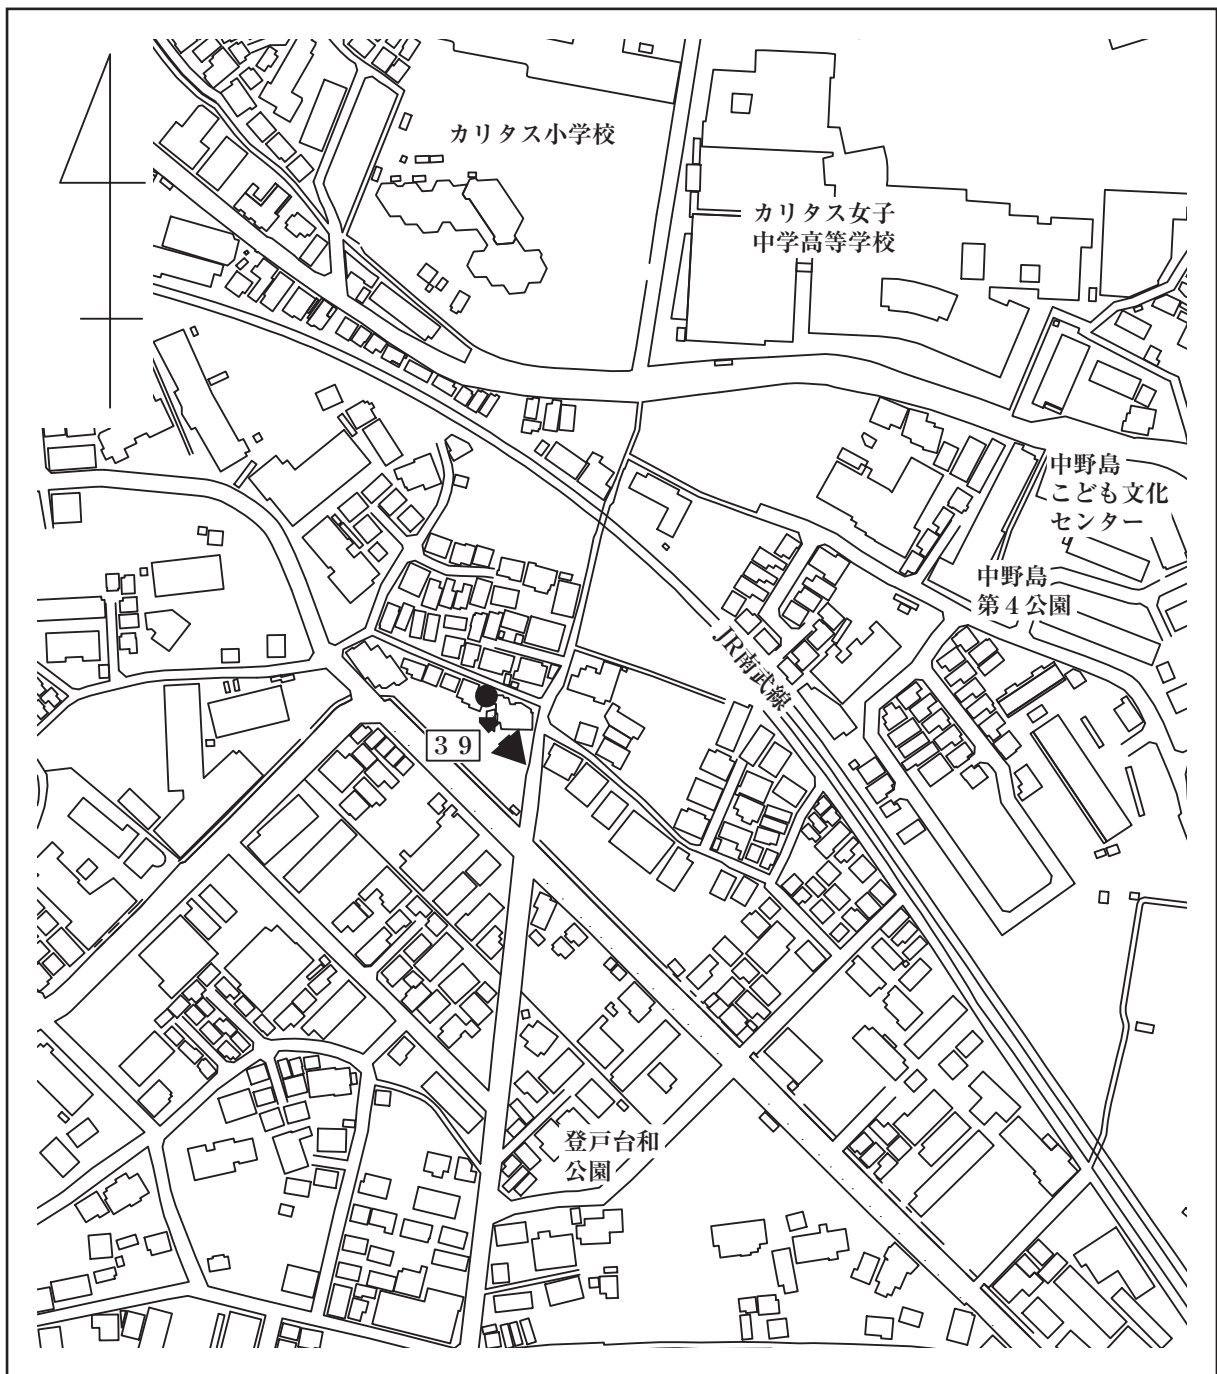 カリタス小学校
カリタス女子
中学高等学校
中野島
こども文化
センター
中野島
第４公園
JR南武線
３９
登戸台和
公園